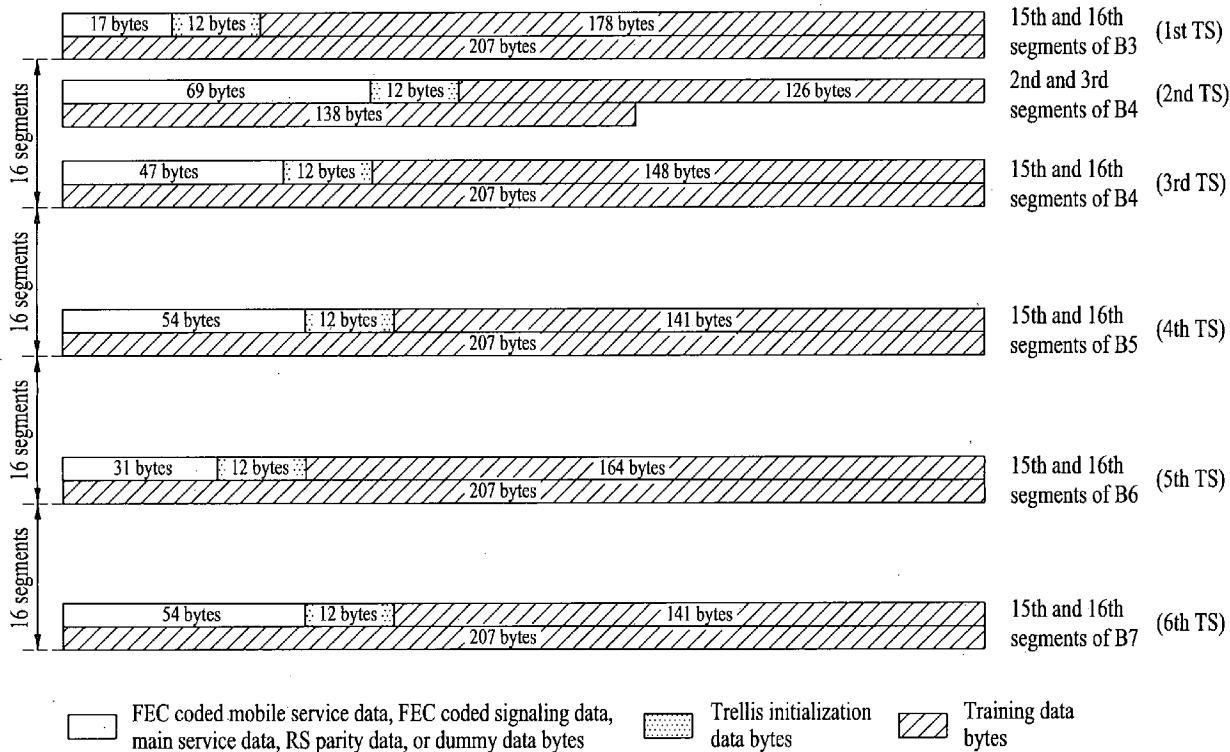 17 bytes 12 bytes 178 bytes 15th and 16th
207 bytes segments of B3 (1st TS)
16 segments
69 bytes 12 bytes 126 bytes 2nd and 3rd
138 bytes segments of B4 (2nd TS)
47 bytes 12 bytes 148 bytes 15th and 16th
207 bytes segments of B4 (3rd TS)
16 segments
54 bytes 12 bytes 141 bytes 15th and 16th
207 bytes segments of B5 (4th TS)
16 segments
31 bytes 12 bytes 164 bytes 15th and 16th
207 bytes segments of B6 (5th TS)
16 segments
54 bytes 12 bytes 141 bytes 15th and 16th
207 bytes segments of B7 (6th TS)
FEC coded mobile service data, FEC coded signaling data,
main service data, RS parity data, or dummy data bytes
Trellis initialization
data bytes
Training data
bytes